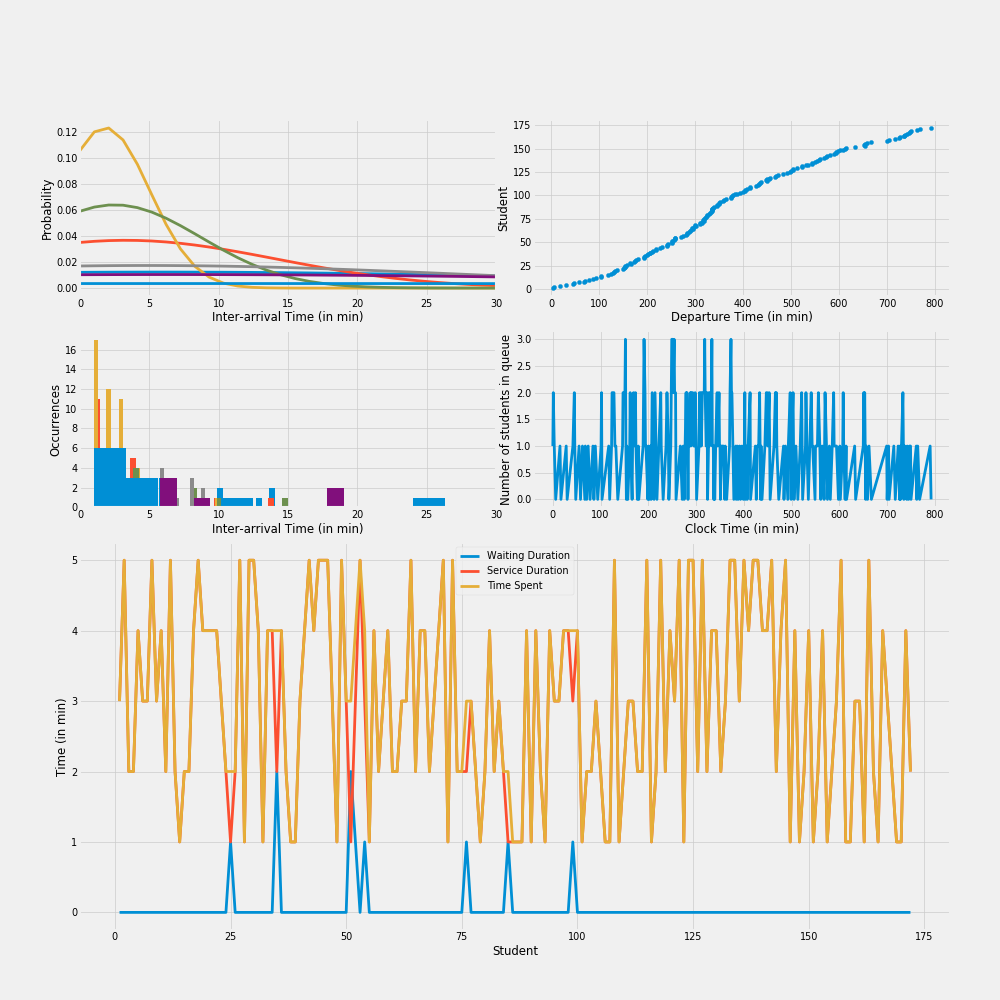 0.12
0.10
0.08
0.06
0.04
0.02
0.00
Probability
0 5 10 15 20 25 30
Inter-arrival Time (in min)
175
150
125
100
75
50
25
0
Student
0 100 200 300 400 500 600 700 800
Departure Time (in min)
16
14
12
10
8
6
4
2
0
Occurrences
0 5 10 15 20 25 30
Inter-arrival Time (in min)
3.0
2.5
2.0
1.5
1.0
0.5
0.0
Number of students in queue
0 100 200 300 400 500 600 700 800
Clock Time (in min)
5
4
3
2
1
0
Time (in min)
Waiting Duration
Service Duration
Time Spent
0 25 50 75 100 125 150 175
Student